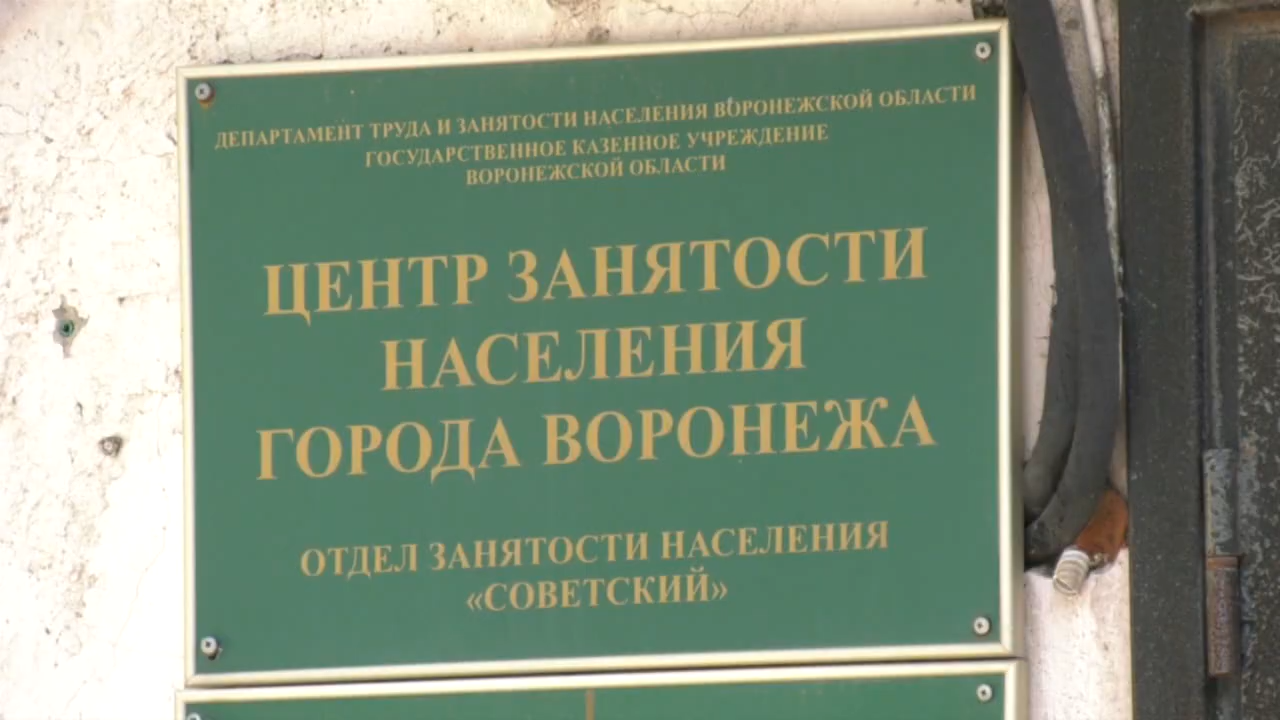 ДЕПАРТАМЕНТ ТРУДА И ЗАНЯТОСТИ НАСЕЛЕНИЯ ВОРОНЕЖСКОЙ ОБЛАСТИ
ГОСУДАРСТВЕННОЕ КАЗЕННОЕ УЧРЕЖДЕНИЕ
ВОРОНЕЖСКОЙ ОБЛАСТИ
ЦЕНТР ЗАНЯТОСТИ
НАСЕЛЕНИЯ
ГОРОДА ВОРОНЕЖА
ОТДЕЛ ЗАНЯТОСТИ НАСЕЛЕНИЯ
«СОВЕТСКИЙ»